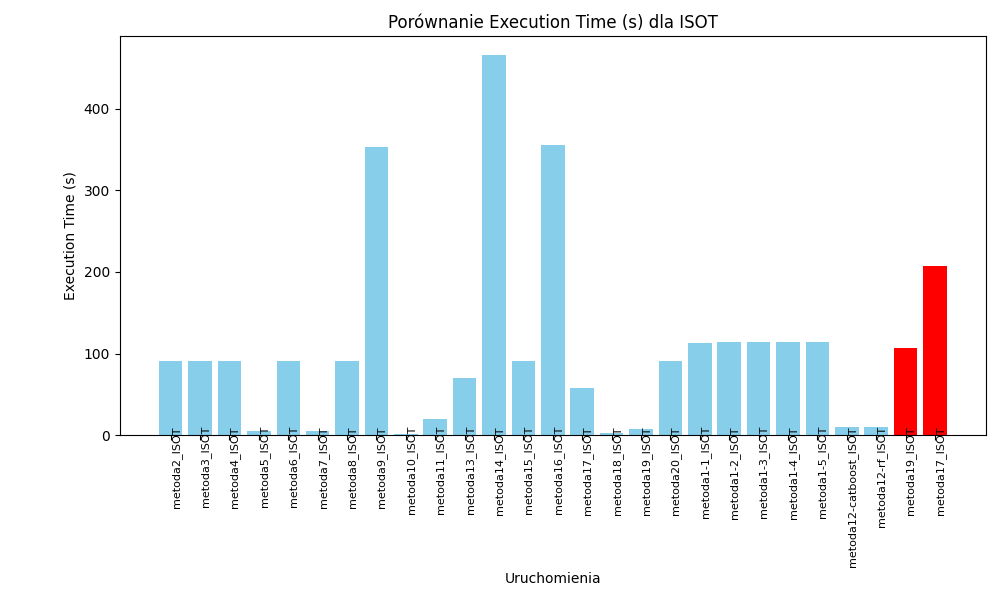 Porównanie Execution Time (s) dla ISOT
Execution Time (s)
400
300
200
100
0
metoda2_ISOT
metoda3_ISOT
metoda4_ISOT
metoda5_ISOT
metoda6_ISOT
metoda7_ISOT
metoda8_ISOT
metoda9_ISOT
metoda10_ISOT
metoda11_ISOT
metoda13_ISOT
metoda14_ISOT
metoda15_ISOT
metoda16_ISOT
metoda17_ISOT
metoda18_ISOT
metoda19_ISOT
metoda20_ISOT
metoda1-1_ISOT
metoda1-2_ISOT
metoda1-3_ISOT
metoda1-4_ISOT
metoda1-5_ISOT
metoda12-catboost_ISOT
metoda12-rf_ISOT
metoda19_ISOT
metoda17_ISOT
Uruchomienia